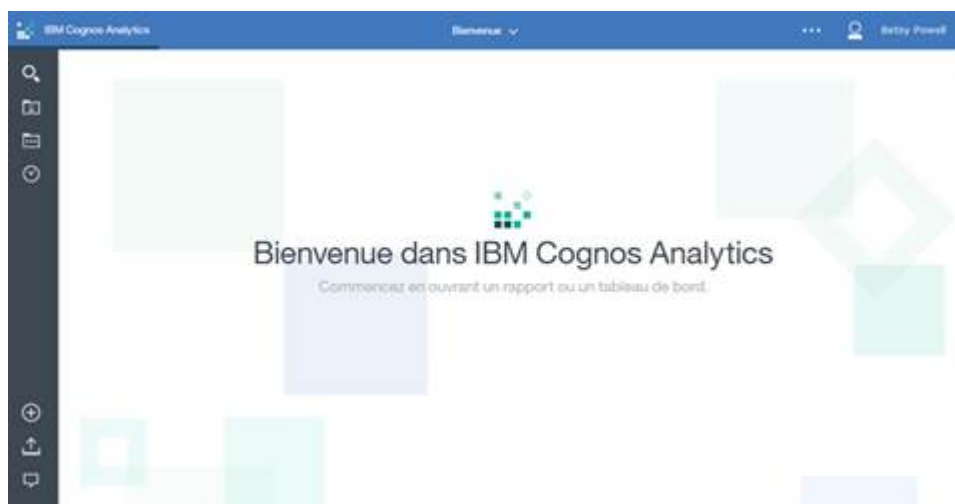 IBM Cognos Analytics
Bienvenue
Betsy Powell
Bienvenue dans IBM Cognos Analytics
Commencez en ouvrant un rapport ou un tableau de bord.